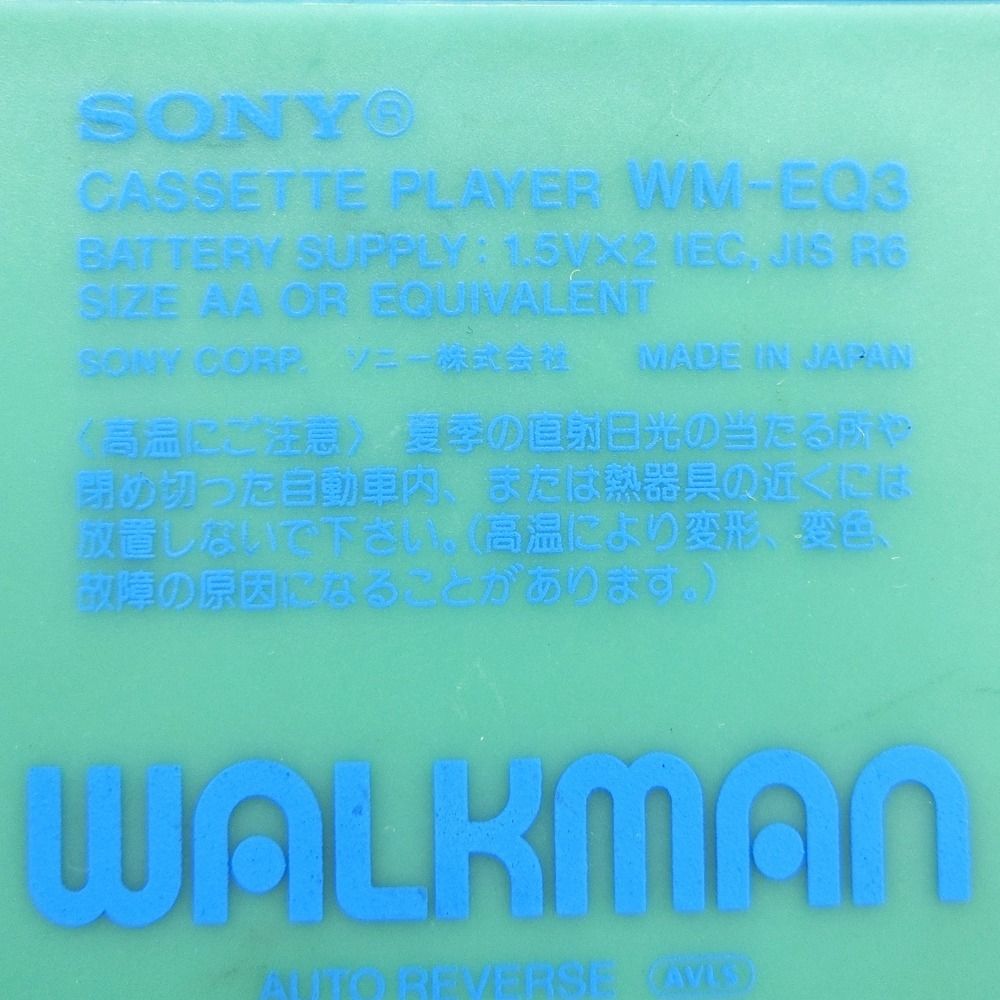 SONY®
CASSETTE PLAYER WM-EQ3
BATTERY SUPPLY: 1.5V×2 IEC, JIS R6
SIZE AA OR EQUIVALENT
SONY CORP. ソニー株式会社 MADE IN JAPAN
〈高温にご注意〉 夏季の直射日光の当たる所や
閉め切った自動車内、または熱器具の近くには
放置しないで下さい。(高温により変形、変色、
故障の原因になることがあります。)
WALKMAN
AUTO REVERSE AVLS